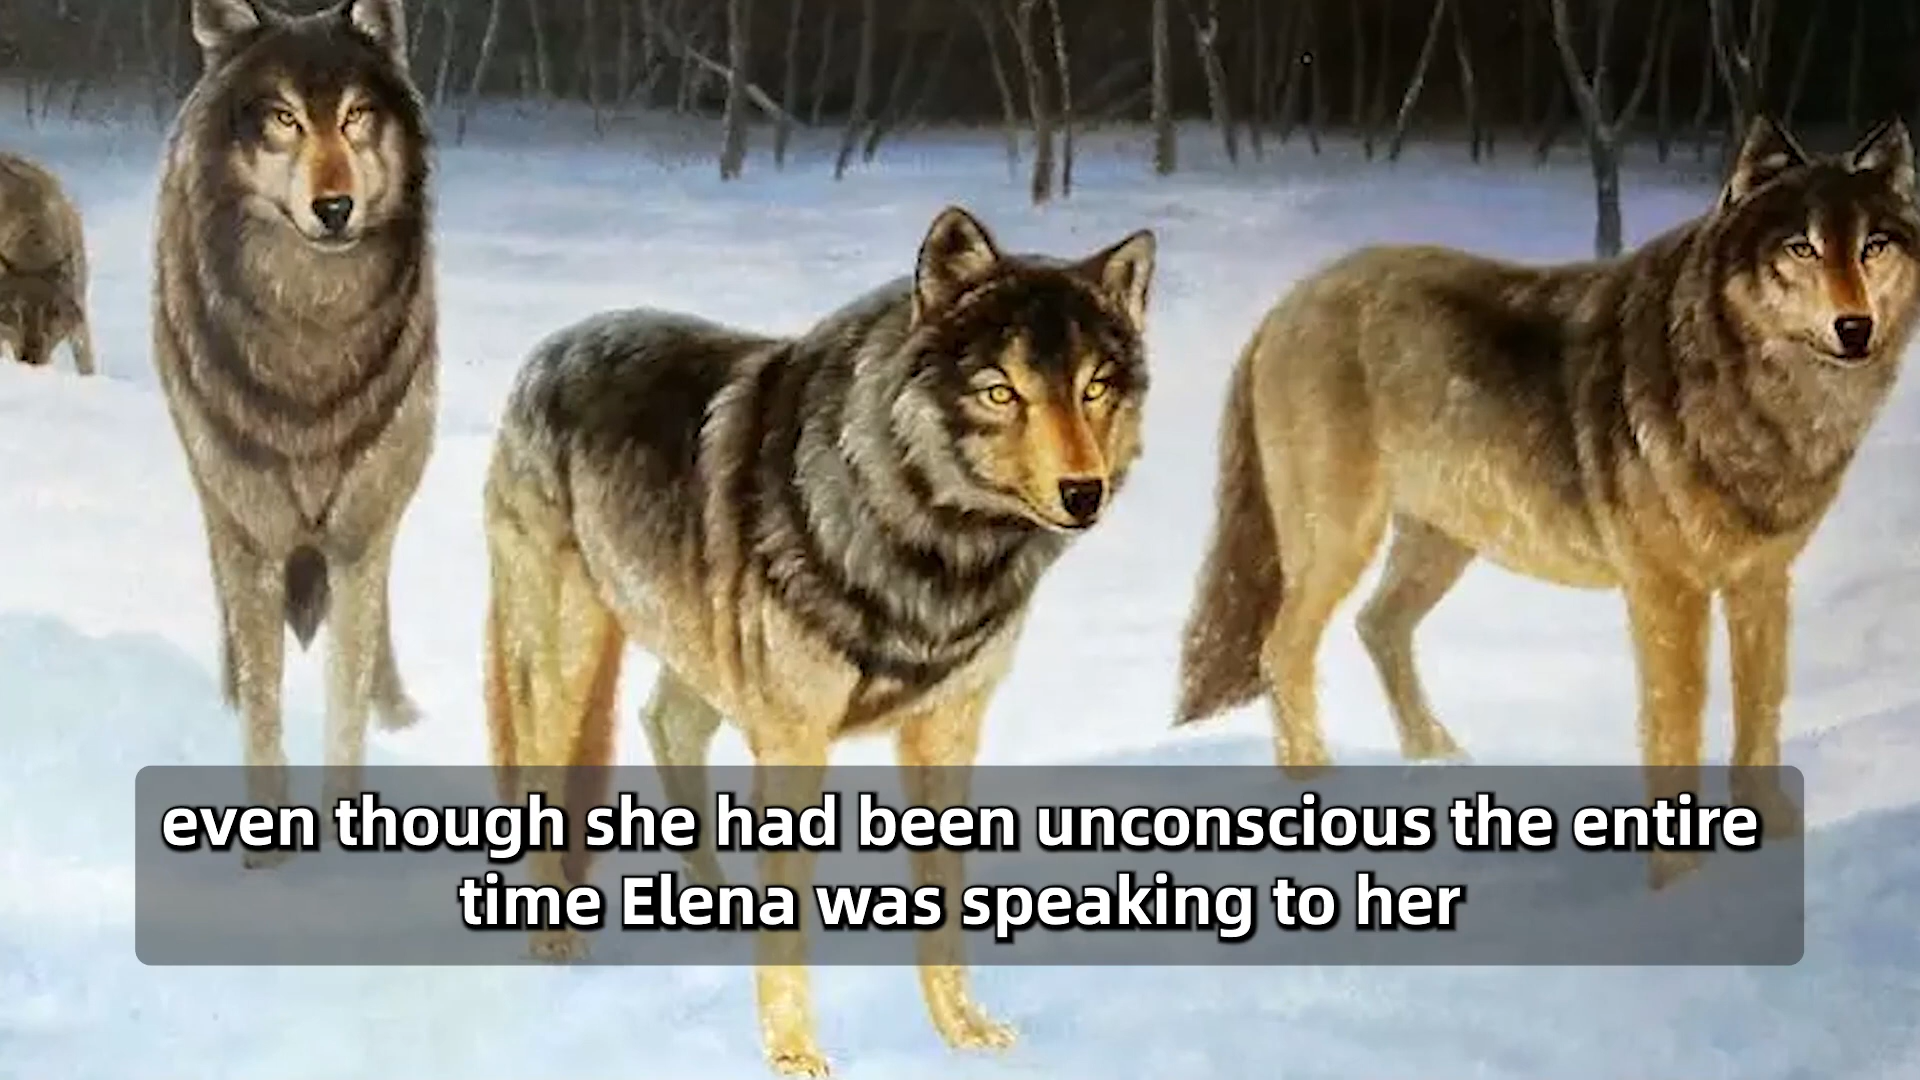 even though she had been unconscious the entire
time Elena was speaking to her